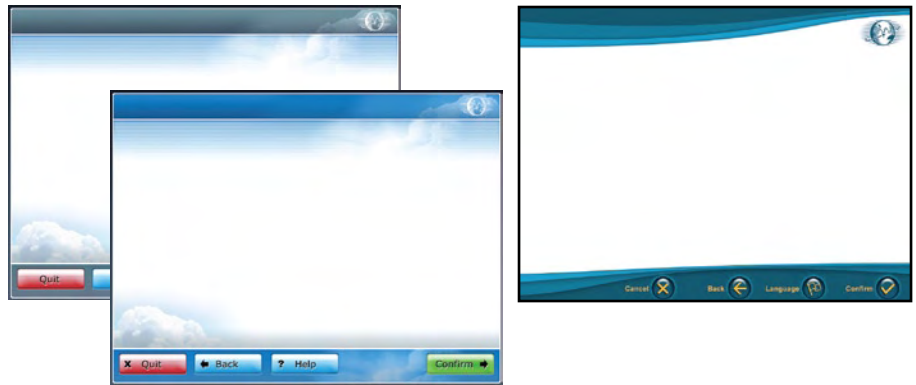 Quit
X Quit
Back
? Help
Confirm
Cancel
Back
Language
Confirm